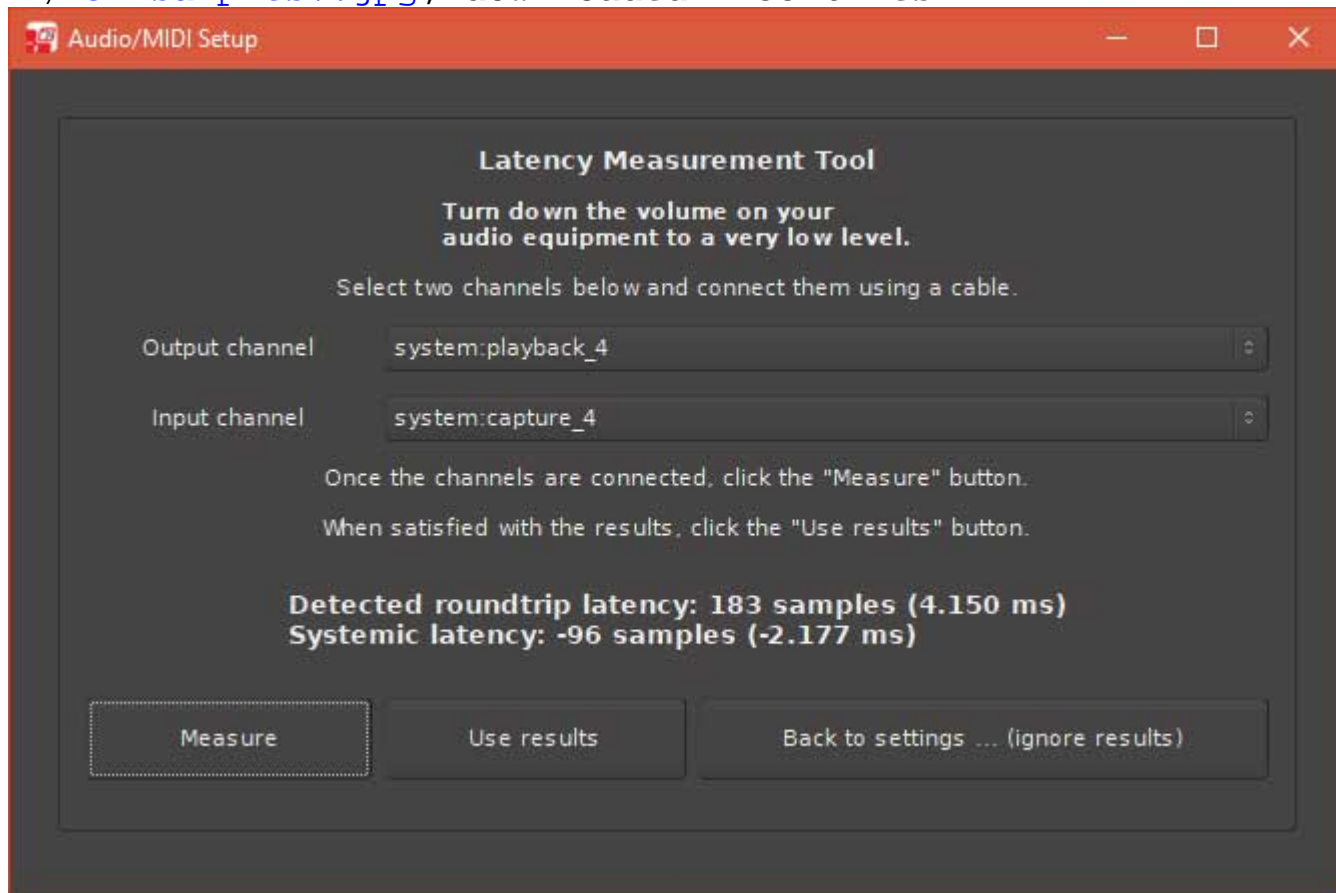 Audio/MIDI Setup
Latency Measurement Tool
Turn down the volume on your
audio equipment to a very low level.
Select two channels below and connect them using a cable.
Output channel system:playback_4
Input channel system:capture_4
Once the channels are connected, click the "Measure" button.
When satisfied with the results, click the "Use results" button.
Detected roundtrip latency: 183 samples (4.150 ms)
Systemic latency: -96 samples (-2.177 ms)
Measure Use results Back to settings ... (ignore results)